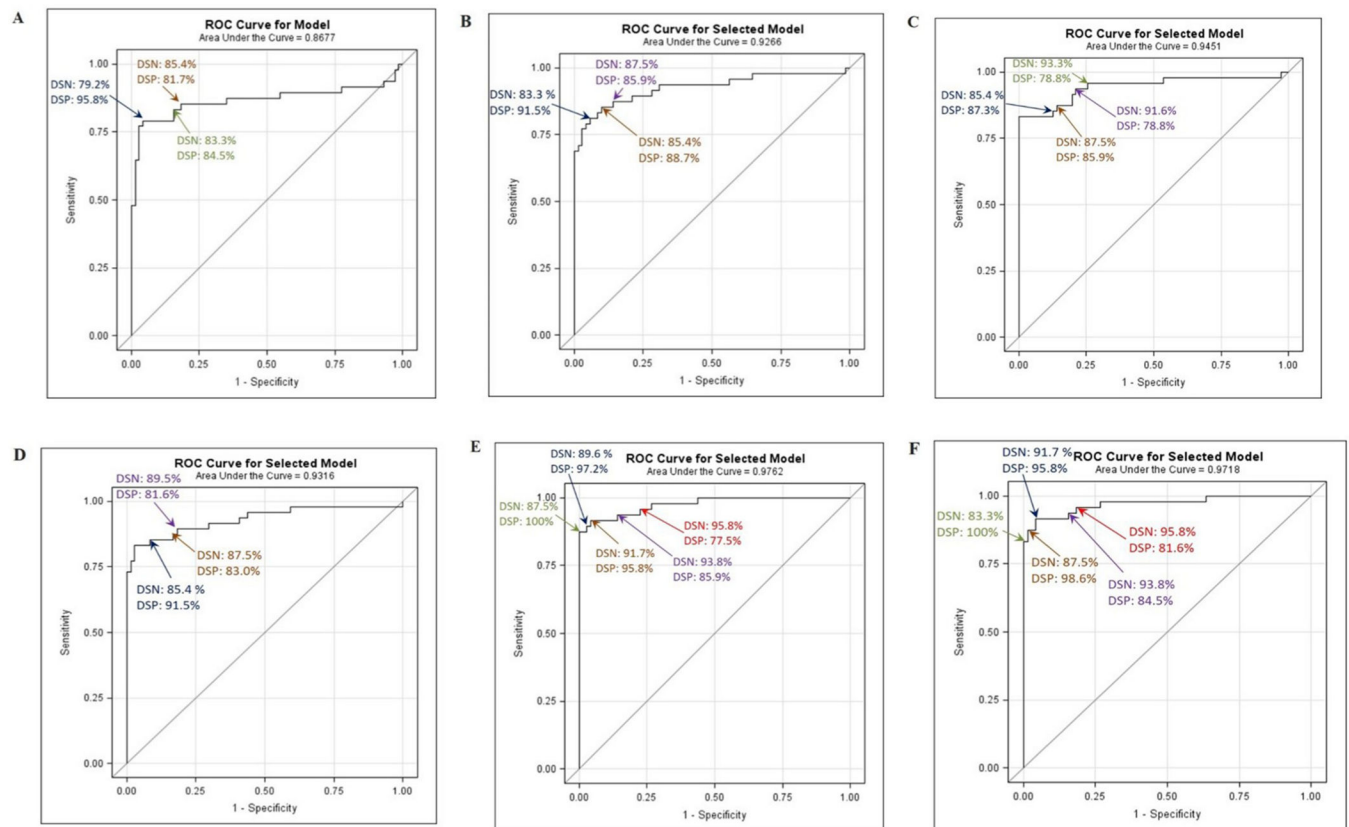 A
ROC Curve for Model
Area Under the Curve = 0.8677
1.00
0.75
0.50
0.25
0.00
Sensitivity
DSN: 79.2%
DSP: 95.8%
DSN: 85.4%
DSP: 81.7%
DSN: 83.3%
DSP: 84.5%
0.00
0.25
0.50
0.75
1.00
1 - Specificity
B
ROC Curve for Selected Model
Area Under the Curve = 0.9266
1.00
0.75
0.50
0.25
0.00
Sensitivity
DSN: 87.5%
DSP: 85.9%
DSN: 83.3 %
DSP: 91.5%
DSN: 85.4%
DSP: 88.7%
0.00
0.25
0.50
0.75
1.00
1 - Specificity
C
ROC Curve for Selected Model
Area Under the Curve = 0.9451
1.00
0.75
0.50
0.25
0.00
Sensitivity
DSN: 93.3%
DSP: 78.8%
DSN: 85.4 %
DSP: 87.3%
DSN: 91.6%
DSP: 78.8%
DSN: 87.5%
DSP: 85.9%
0.00
0.25
0.50
0.75
1.00
1 - Specificity
D
ROC Curve for Selected Model
Area Under the Curve = 0.9316
1.00
0.75
0.50
0.25
0.00
Sensitivity
DSN: 89.5%
DSP: 81.6%
DSN: 87.5%
DSP: 83.0%
DSN: 85.4 %
DSP: 91.5%
0.00
0.25
0.50
0.75
1.00
1 - Specificity
E
ROC Curve for Selected Model
Area Under the Curve = 0.9762
1.00
0.75
0.50
0.25
0.00
Sensitivity
DSN: 89.6 %
DSP: 97.2%
DSN: 87.5%
DSP: 100%
DSN: 95.8%
DSP: 77.5%
DSN: 91.7%
DSP: 95.8%
DSN: 93.8%
DSP: 85.9%
0.00
0.25
0.50
0.75
1.00
1 - Specificity
F
ROC Curve for Selected Model
Area Under the Curve = 0.9718
1.00
0.75
0.50
0.25
0.00
Sensitivity
DSN: 91.7 %
DSP: 95.8%
DSN: 83.3%
DSP: 100%
DSN: 95.8%
DSP: 81.6%
DSN: 87.5%
DSP: 98.6%
DSN: 93.8%
DSP: 84.5%
0.00
0.25
0.50
0.75
1.00
1 - Specificity